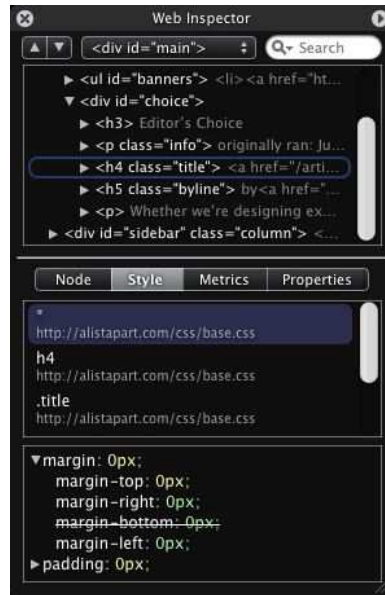 Web Inspector
<div id="main">
Search
<ul id="banners"> <li><a href="ht...
<div id="choice">
<h3> Editor's Choice
<p class="info"> originally ran: Ju...
<h4 class="title"> <a href="/arti...
<h5 class="byline"> by<a href="...
<p> Whether we're designing ex...
<div id="sidebar" class="column"> <...
Node Style Metrics Properties
*
http://alistapart.com/css/base.css
h4
http://alistapart.com/css/base.css
.title
http://alistapart.com/css/base.css
margin: 0px;
margin-top: 0px;
margin-right: 0px;
margin-bottom: 0px;
margin-left: 0px;
padding: 0px;